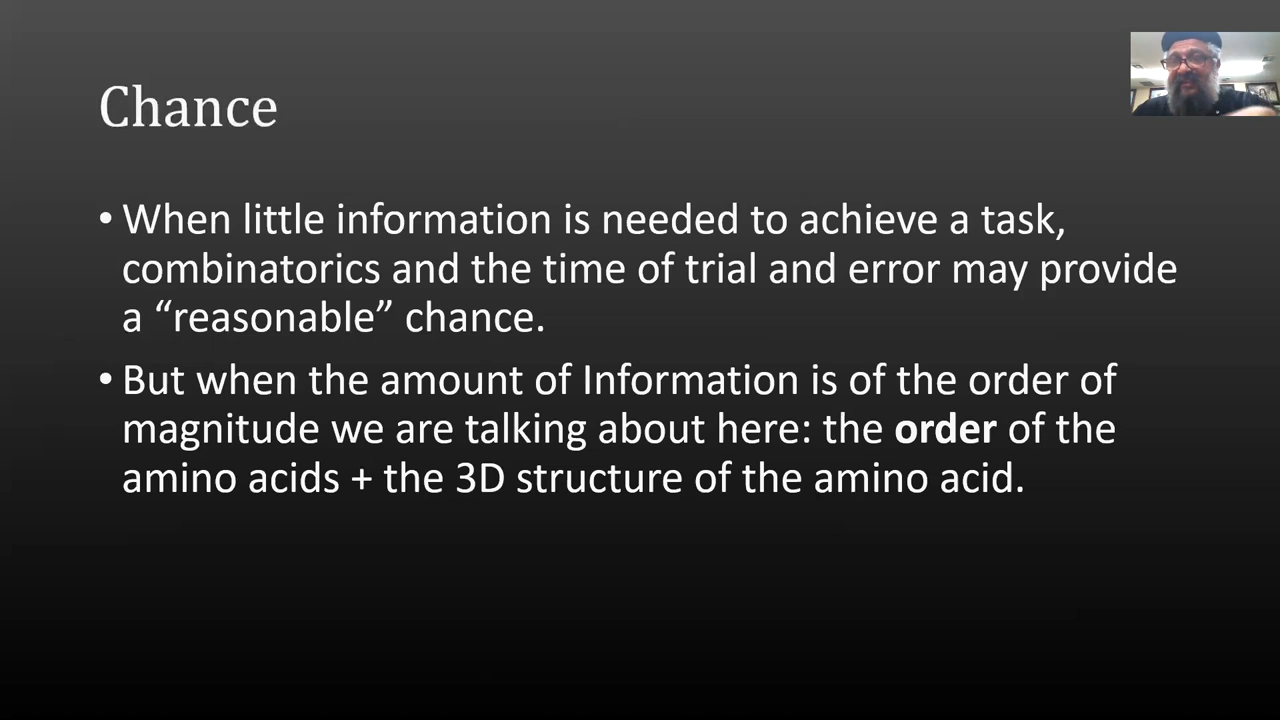 Chance
• When little information is needed to achieve a task,
combinatorics and the time of trial and error may provide
a “reasonable” chance.
• But when the amount of Information is of the order of
magnitude we are talking about here: the order of the
amino acids + the 3D structure of the amino acid.